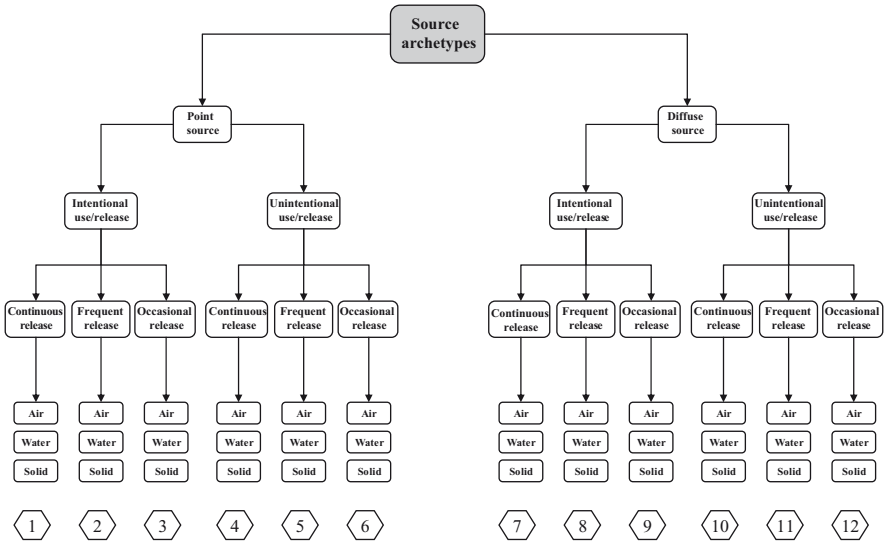 Source
archetypes
Point
source
Diffuse
source
Intentional
use/release
Unintentional
use/release
Intentional
use/release
Unintentional
use/release
Continuous
release
Frequent
release
Occasional
release
Continuous
release
Frequent
release
Occasional
release
Continuous
release
Frequent
release
Occasional
release
Continuous
release
Frequent
release
Occasional
release
Air Air Air Air Air Air Air Air Air Air Air Air
Water Water Water Water Water Water Water Water Water Water Water Water
Solid Solid Solid Solid Solid Solid Solid Solid Solid Solid Solid Solid
1 2 3 4 5 6 7 8 9 10 11 12